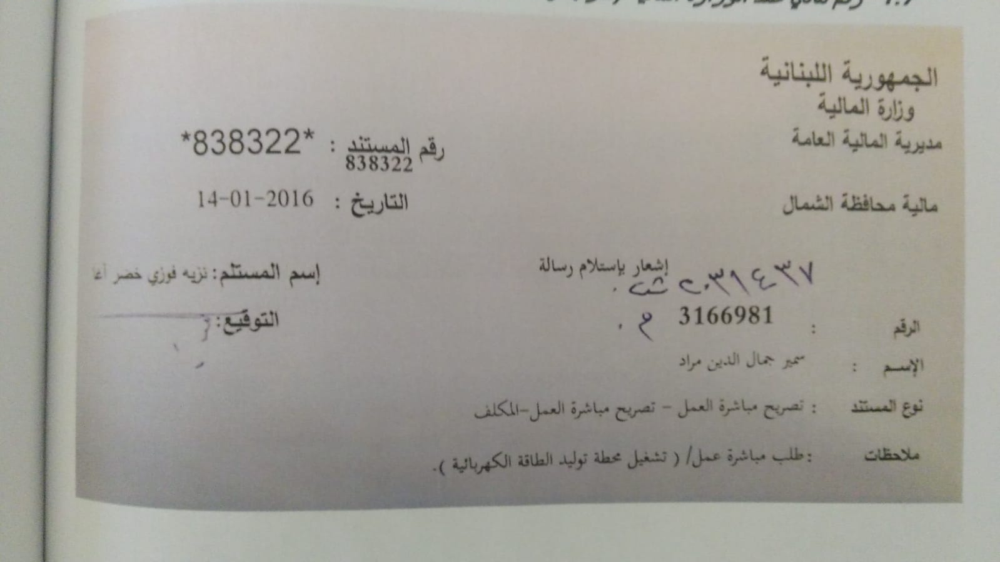 الجمهورية اللبنانية
وزارة المالية
مديرية المالية العامة
رقم المستند : *838322*
838322
مالية محافظة الشمال
التاريخ : 14-01-2016
إشعار بإستلام رسالة
إسم المستلم: نزيه فوزي خضر آغا
٢٠٣١٤٣٧
الرقم : 3166981 م.
التوقيع:
الإسم : سمير جمال الدين مراد
نوع المستند : تصريح مباشرة العمل - تصريح مباشرة العمل-المكلف
ملاحظات : طلب مباشرة عمل/ ( تشغيل محطة توليد الطاقة الكهربائية ).